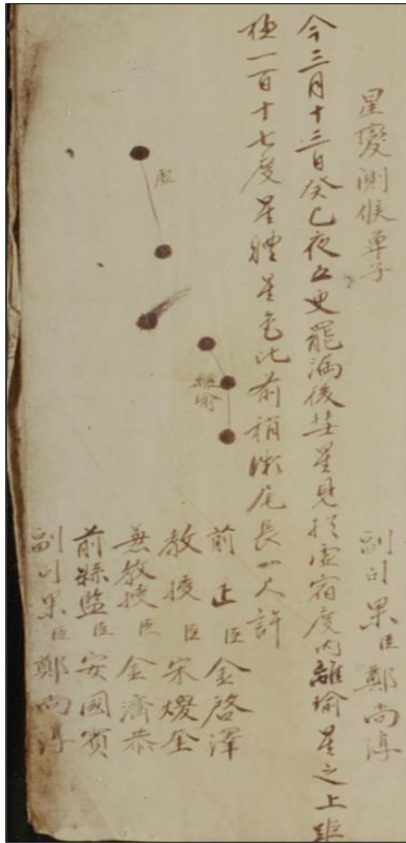 星變測候單子
副司果臣鄭尚淳
今三月十三日癸巳夜五更罷漏後彗星見於虛宿度內離瑜星之上距
極一百十七度星體星色比前稍微尾長一尺許
虛
離瑜
前正臣金啓澤
教授臣宋
兼教授臣金濟恭
前縣監臣安國賓
副司果臣鄭尚淳